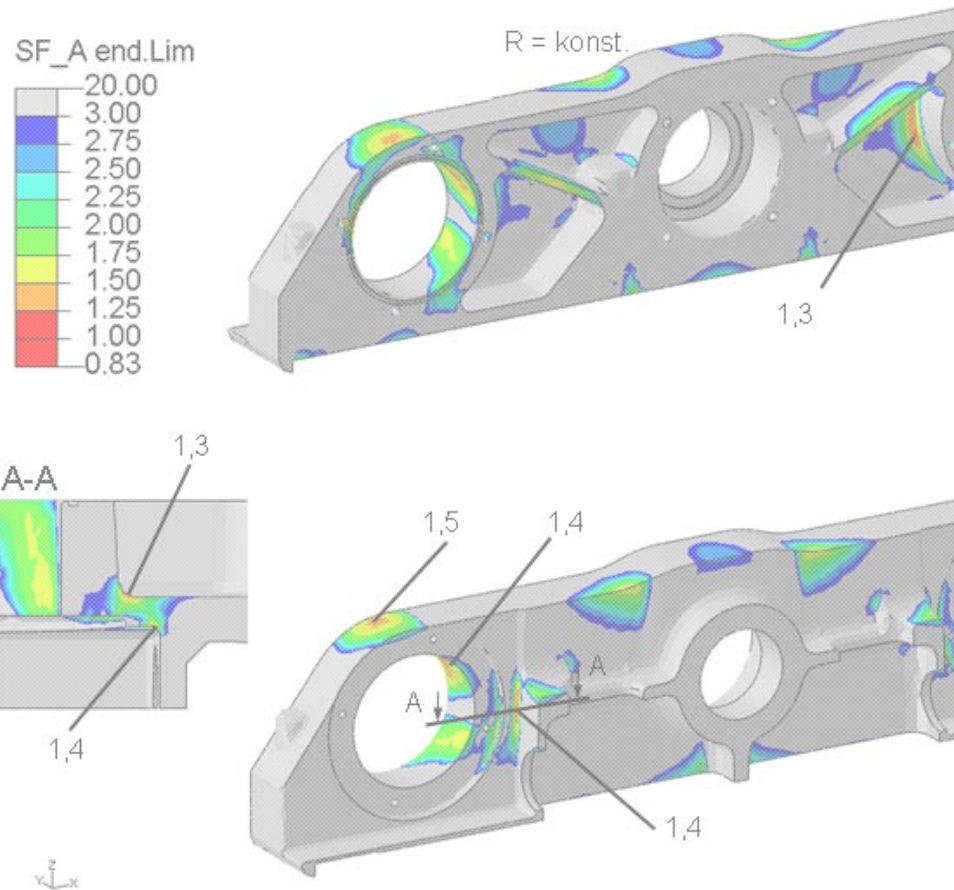 SF_A end.Lim
R = konst.
20.00
3.00
2.75
2.50
2.25
2.00
1.75
1.50
1.25
1.00
0.83
1,3
1,3
A-A
1,5
1,4
A
A
1,4
1,4
Z
Y
X